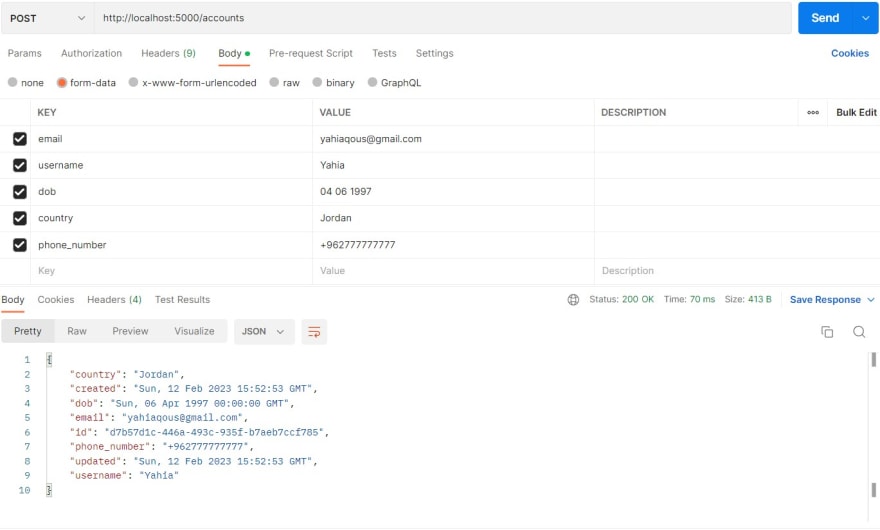 POST http://localhost:5000/accounts Send
Params Authorization Headers (9) Body Pre-request Script Tests Settings Cookies
none form-data x-www-form-urlencoded raw binary GraphQL
KEY VALUE DESCRIPTION ooo Bulk Edit
email yahiaqous@gmail.com
username Yahia
dob 04 06 1997
country Jordan
phone_number +962777777777
Key Value Description
Body Cookies Headers (4) Test Results Status: 200 OK Time: 70 ms Size: 413 B Save Response
Pretty Raw Preview Visualize JSON
1 {
2 "country": "Jordan",
3 "created": "Sun, 12 Feb 2023 15:52:53 GMT",
4 "dob": "Sun, 06 Apr 1997 00:00:00 GMT",
5 "email": "yahiaqous@gmail.com",
6 "id": "d7b57d1c-446a-493c-935f-b7aeb7ccf785",
7 "phone_number": "+962777777777",
8 "updated": "Sun, 12 Feb 2023 15:52:53 GMT",
9 "username": "Yahia"
10 }